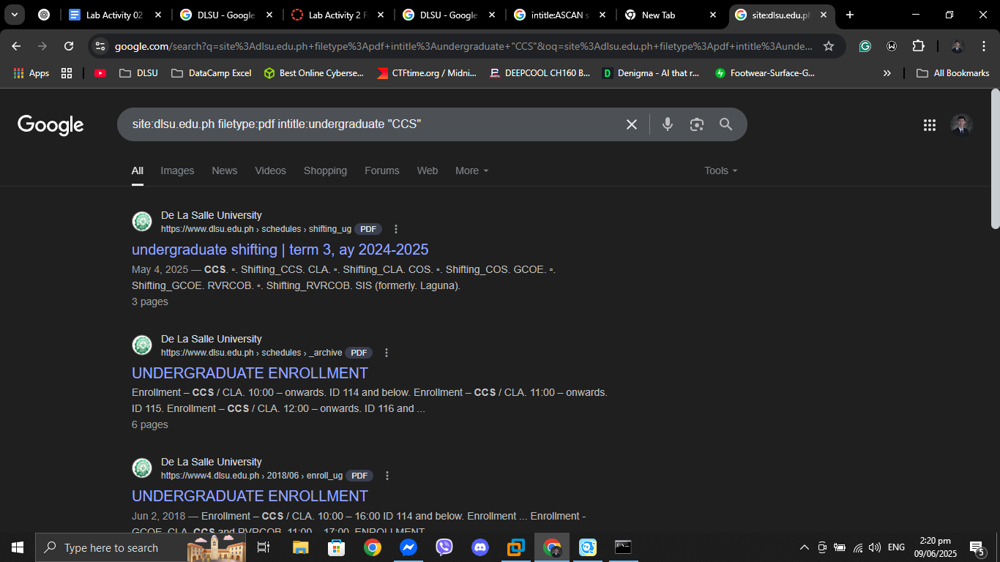 Lab Activity 02
DLSU - Google
Lab Activity 2 F
DLSU - Google
intitle:ASCAN s
New Tab
site:dlsu.edu.ph
google.com/search?q=site%3Adlsu.edu.ph+filetype%3Apdf+intitle%3Aundergraduate+"CCS"&oq=site%3Adlsu.edu.ph+filetype%3Apdf+intitle%3Aunde...
Apps
DLSU
DataCamp Excel
Best Online Cyberse...
CTFtime.org / Midni...
DEEPCOOL CH160 B...
Denigma - AI that r...
Footwear-Surface-G...
»
All Bookmarks
Google
site:dlsu.edu.ph filetype:pdf intitle:undergraduate "CCS"
All
Images
News
Videos
Shopping
Forums
Web
More
Tools
De La Salle University
https://www.dlsu.edu.ph › schedules › shifting_ug PDF
undergraduate shifting | term 3, ay 2024-2025
May 4, 2025 — CCS. ▫. Shifting_CCS. CLA. ▫. Shifting_CLA. COS. ▫. Shifting_COS. GCOE. ▫.
Shifting_GCOE. RVRCOB. ▫. Shifting_RVRCOB. SIS (formerly. Laguna).
3 pages
De La Salle University
https://www.dlsu.edu.ph › schedules › _archive PDF
UNDERGRADUATE ENROLLMENT
Enrollment – CCS / CLA. 10:00 – onwards. ID 114 and below. Enrollment – CCS / CLA. 11:00 – onwards.
ID 115. Enrollment – CCS / CLA. 12:00 – onwards. ID 116 and ...
6 pages
De La Salle University
https://www4.dlsu.edu.ph › 2018/06 › enroll_ug PDF
UNDERGRADUATE ENROLLMENT
Jun 2, 2018 — Enrollment – CCS / CLA. 10:00 – 16:00 ID 114 and below. Enrollment ... Enrollment -
GCOE, CLA, CCS and RVRCOB. 11:00 – 17:00. ENROLLMENT
Type here to search
ENG
2:20 pm
09/06/2025
5